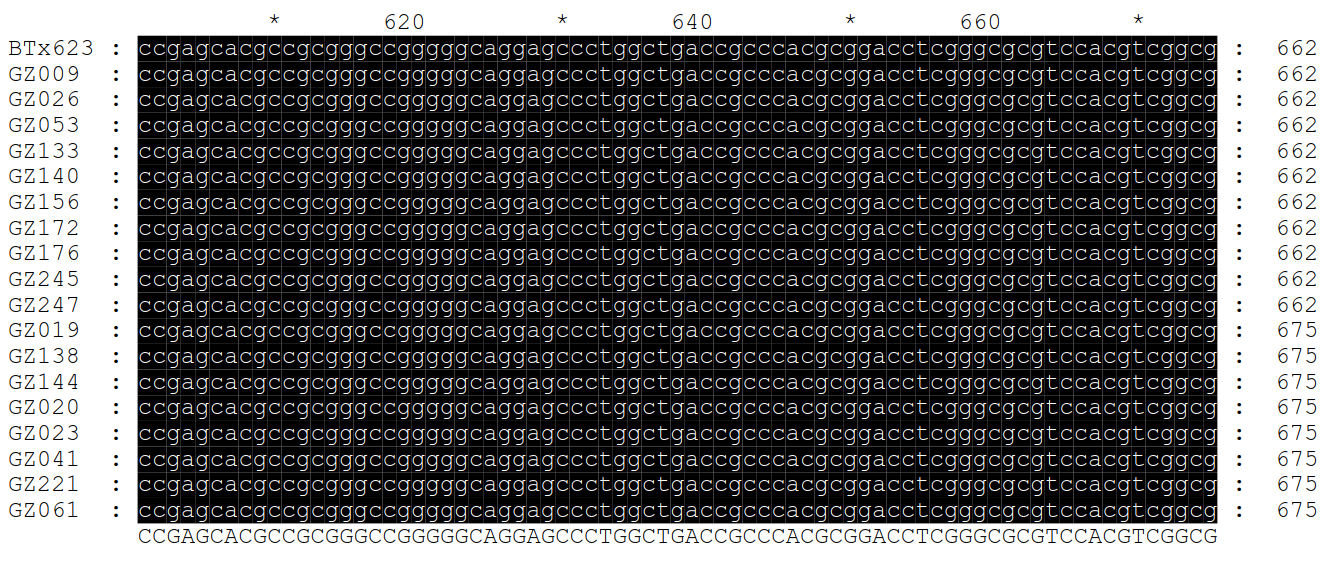 * 620 * 640 * 660 *
BTx623 : ccgagcacgccgcgggccgggggcaggagccctggctgaccgcccacgcggacctcgggcgcgtccacgtcggcg : 662
GZ009 : ccgagcacgccgcgggccgggggcaggagccctggctgaccgcccacgcggacctcgggcgcgtccacgtcggcg : 662
GZ026 : ccgagcacgccgcgggccgggggcaggagccctggctgaccgcccacgcggacctcgggcgcgtccacgtcggcg : 662
GZ053 : ccgagcacgccgcgggccgggggcaggagccctggctgaccgcccacgcggacctcgggcgcgtccacgtcggcg : 662
GZ133 : ccgagcacgccgcgggccgggggcaggagccctggctgaccgcccacgcggacctcgggcgcgtccacgtcggcg : 662
GZ140 : ccgagcacgccgcgggccgggggcaggagccctggctgaccgcccacgcggacctcgggcgcgtccacgtcggcg : 662
GZ156 : ccgagcacgccgcgggccgggggcaggagccctggctgaccgcccacgcggacctcgggcgcgtccacgtcggcg : 662
GZ172 : ccgagcacgccgcgggccgggggcaggagccctggctgaccgcccacgcggacctcgggcgcgtccacgtcggcg : 662
GZ176 : ccgagcacgccgcgggccgggggcaggagccctggctgaccgcccacgcggacctcgggcgcgtccacgtcggcg : 662
GZ245 : ccgagcacgccgcgggccgggggcaggagccctggctgaccgcccacgcggacctcgggcgcgtccacgtcggcg : 662
GZ247 : ccgagcacgccgcgggccgggggcaggagccctggctgaccgcccacgcggacctcgggcgcgtccacgtcggcg : 662
GZ019 : ccgagcacgccgcgggccgggggcaggagccctggctgaccgcccacgcggacctcgggcgcgtccacgtcggcg : 675
GZ138 : ccgagcacgccgcgggccgggggcaggagccctggctgaccgcccacgcggacctcgggcgcgtccacgtcggcg : 675
GZ144 : ccgagcacgccgcgggccgggggcaggagccctggctgaccgcccacgcggacctcgggcgcgtccacgtcggcg : 675
GZ020 : ccgagcacgccgcgggccgggggcaggagccctggctgaccgcccacgcggacctcgggcgcgtccacgtcggcg : 675
GZ023 : ccgagcacgccgcgggccgggggcaggagccctggctgaccgcccacgcggacctcgggcgcgtccacgtcggcg : 675
GZ041 : ccgagcacgccgcgggccgggggcaggagccctggctgaccgcccacgcggacctcgggcgcgtccacgtcggcg : 675
GZ221 : ccgagcacgccgcgggccgggggcaggagccctggctgaccgcccacgcggacctcgggcgcgtccacgtcggcg : 675
GZ061 : ccgagcacgccgcgggccgggggcaggagccctggctgaccgcccacgcggacctcgggcgcgtccacgtcggcg : 675
CCGAGCACGCCGCGGGCCGGGGGCAGGAGCCCTGGCTGACCGCCCACGCGGACCTCGGGCGCGTCCACGTCGGCG